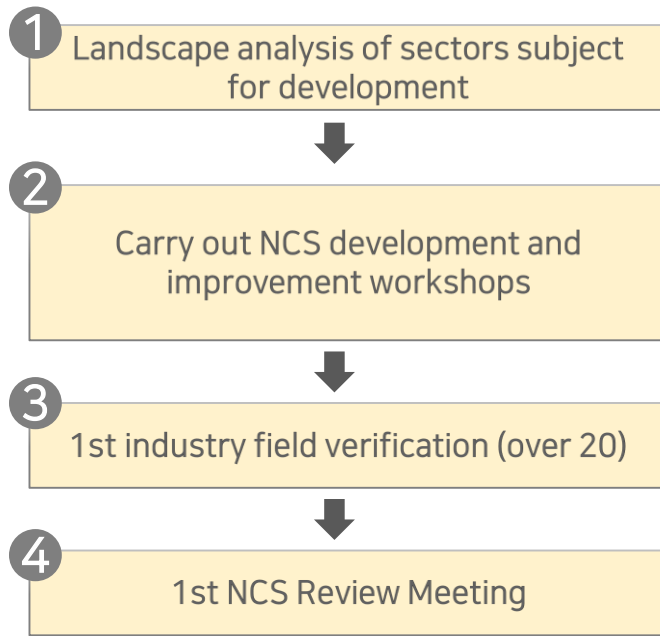 1
Landscape analysis of sectors subject
for development
2
Carry out NCS development and
improvement workshops
3
1st industry field verification (over 20)
4
1st NCS Review Meeting